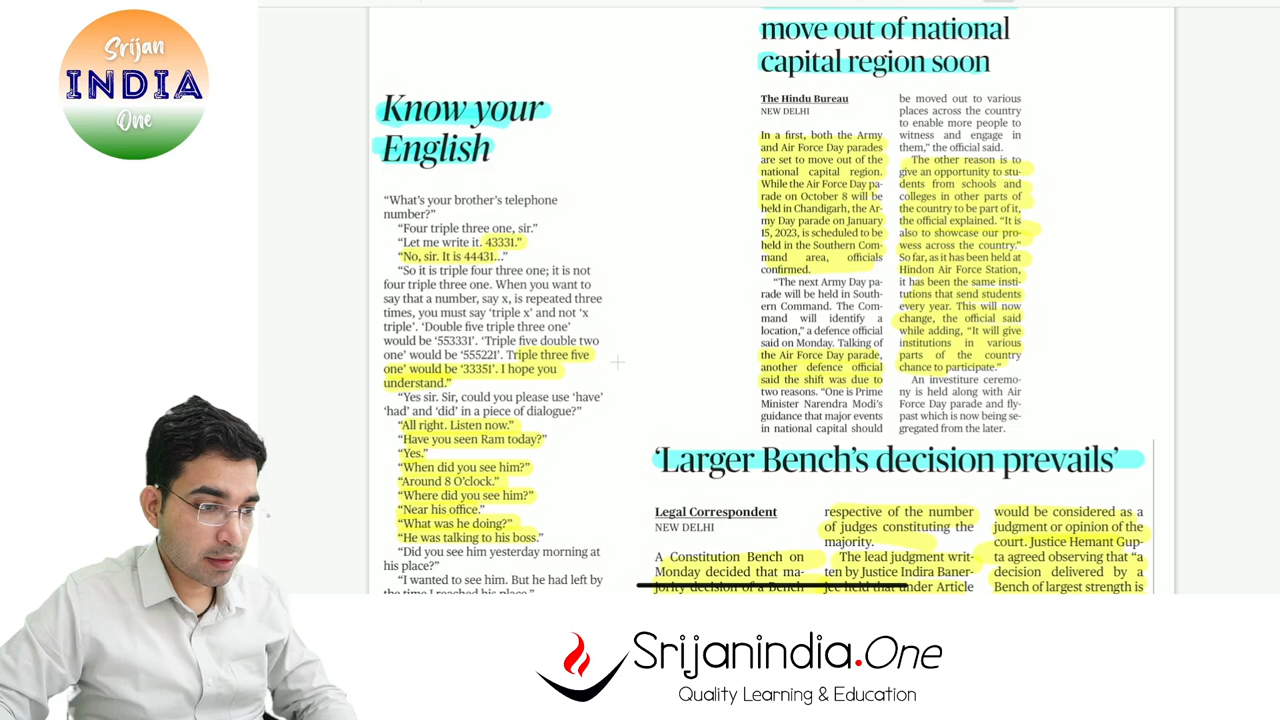 Srijan
INDIA
One
Know your
English
“What’s your brother’s telephone
number?”
“Four triple three one, sir.”
“Let me write it. 43331.”
“No, sir. It is 44431...”
“So it is triple four three one; it is not
four triple three one. When you want to
say that a number, say x, is repeated three
times, you must say ‘triple x’ and not ‘x
triple’. ‘Double five triple three one’
would be ‘553331’. ‘Triple five double two
one’ would be ‘555221’. Triple three five
one’ would be ‘33351’. I hope you
understand.”
“Yes sir. Sir, could you please use ‘have’
‘had’ and ‘did’ in a piece of dialogue?”
“All right. Listen now.”
“Have you seen Ram today?”
“Yes.”
“When did you see him?”
“Around 8 O’clock.”
“Where did you see him?”
“Near his office.”
“What was he doing?”
“He was talking to his boss.”
“Did you see him yesterday morning at
his place?”
“I wanted to see him. But he had left by
the time I reached his place.”
move out of national
capital region soon
The Hindu Bureau
NEW DELHI
In a first, both the Army
and Air Force Day parades
are set to move out of the
national capital region.
While the Air Force Day pa-
rade on October 8 will be
held in Chandigarh, the Ar-
my Day parade on January
15, 2023, is scheduled to be
held in the Southern Com-
mand area, officials
confirmed.
“The next Army Day pa-
rade will be held in South-
ern Command. The Com-
mand will identify a
location,” a defence official
said on Monday. Talking of
the Air Force Day parade,
another defence official
said the shift was due to
two reasons. “One is Prime
Minister Narendra Modi’s
guidance that major events
in national capital should
be moved out to various
places across the country
to enable more people to
witness and engage in
them,” the official said.
The other reason is to
give an opportunity to stu-
dents from schools and
colleges in other parts of
the country to be part of it,
the official explained. “It is
also to showcase our pro-
wess across the country.”
So far, as it has been held at
Hindon Air Force Station,
it has been the same insti-
tutions that send students
every year. This will now
change, the official said
while adding, “It will give
institutions in various
parts of the country
chance to participate.”
An investiture ceremo-
ny is held along with Air
Force Day parade and fly-
past which is now being se-
gregated from the later.
‘Larger Bench’s decision prevails’
Legal Correspondent
NEW DELHI
A Constitution Bench on
Monday decided that ma-
jority decision of a Bench
respective of the number
of judges constituting the
majority.
The lead judgment writ-
ten by Justice Indira Baner-
jee held that under Article
would be considered as a
judgment or opinion of the
court. Justice Hemant Gup-
ta agreed observing that “a
decision delivered by a
Bench of largest strength is
Srijanindia.One
Quality Learning & Education